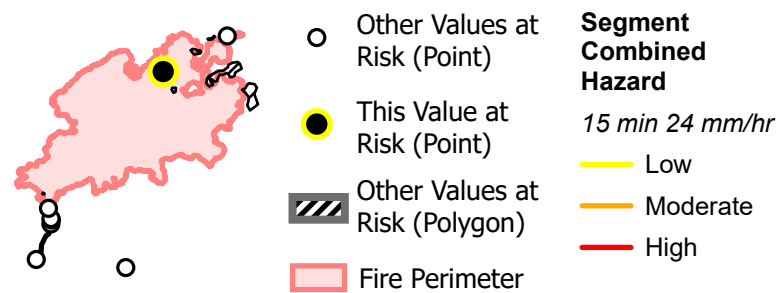 Other Values at
Risk (Point)
This Value at
Risk (Point)
Other Values at
Risk (Polygon)
Fire Perimeter
Segment
Combined
Hazard
15 min 24 mm/hr
Low
Moderate
High